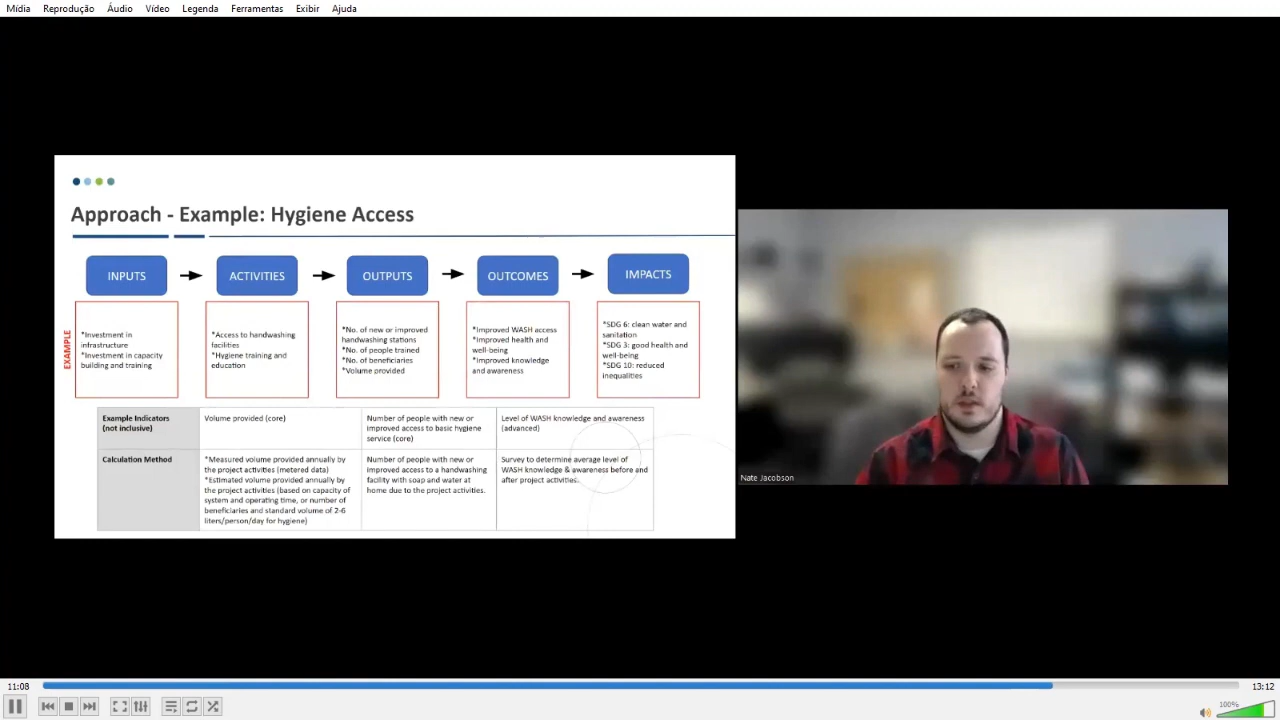 Mídia Reprodução Áudio Vídeo Legenda Ferramentas Exibir Ajuda
Approach - Example: Hygiene Access
INPUTS
ACTIVITIES
OUTPUTS
OUTCOMES
IMPACTS
EXAMPLE
*Investment in
infrastructure
*Investment in capacity
building and training
*Access to handwashing
facilities
*Hygiene training and
education
*No. of new or improved
handwashing stations
*No. of people trained
*No. of beneficiaries
*Volume provided
*Improved WASH access
*Improved health and
well-being
*Improved knowledge
and awareness
*SDG 6: clean water and
sanitation
*SDG 3: good health and
well-being
*SDG 10: reduced
inequalities
Example Indicators
(not inclusive)
Volume provided (core)
Number of people with new or
improved access to basic hygiene
service (core)
Level of WASH knowledge and awareness
(advanced)
Calculation Method
*Measured volume provided annually by
the project activities (metered data)
*Estimated volume provided annually by
the project activities (based on capacity of
system and operating time, or number of
beneficiaries and standard volume of 2-6
liters/person/day for hygiene)
Number of people with new or
improved access to a handwashing
facility with soap and water at
home due to the project activities.
Survey to determine average level of
WASH knowledge & awareness before and
after project activities.
Nate Jacobson
11:08
13:12
100%